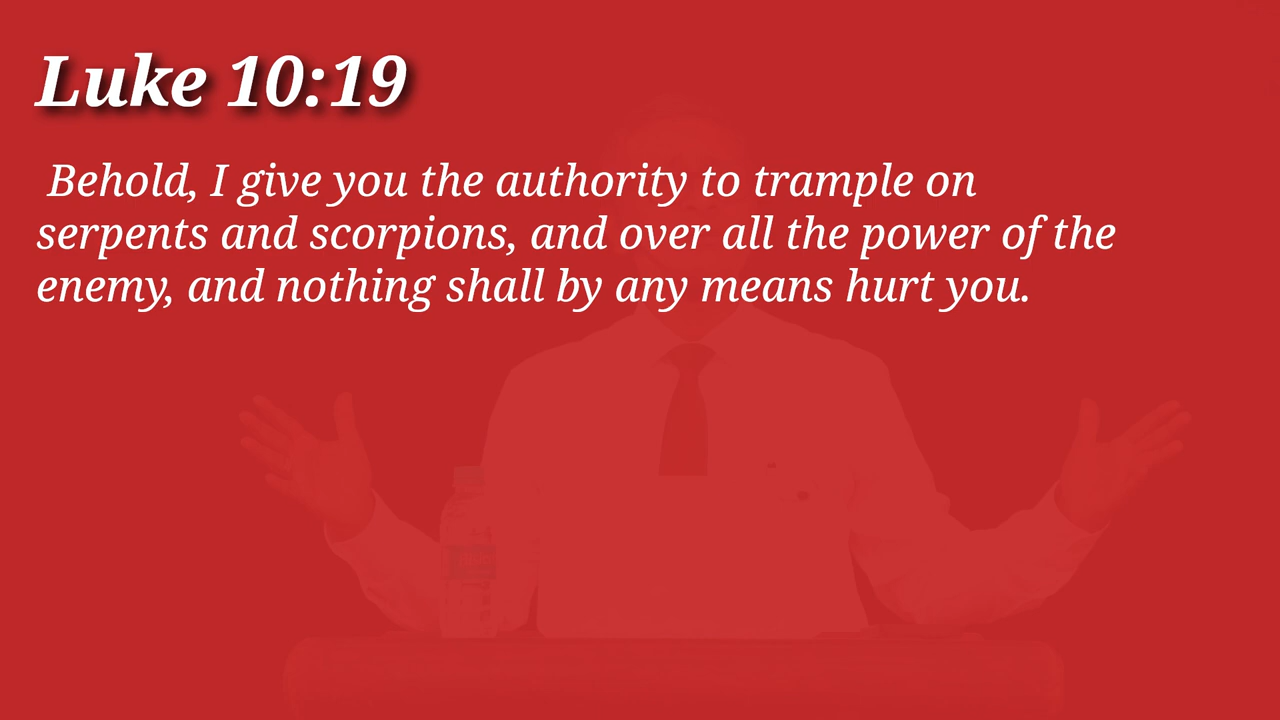 Luke 10:19
Behold, I give you the authority to trample on
serpents and scorpions, and over all the power of the
enemy, and nothing shall by any means hurt you.